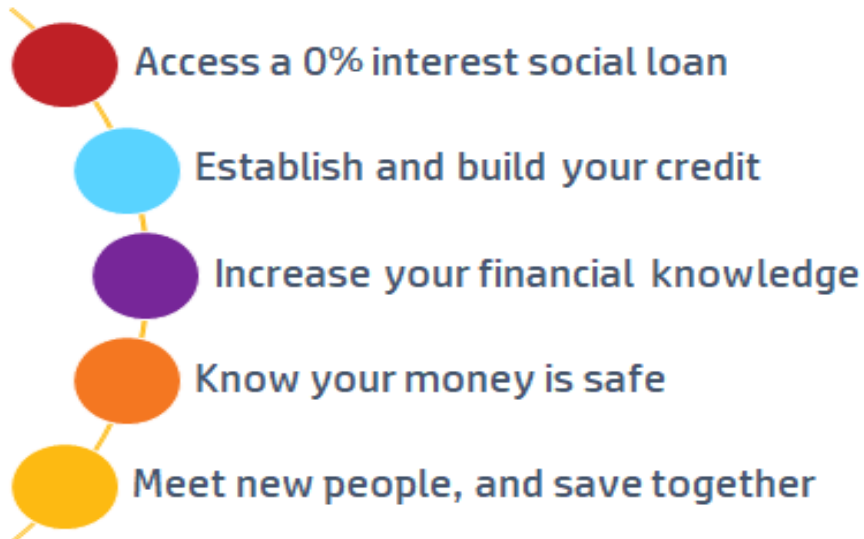 Access a 0% interest social loan
Establish and build your credit
Increase your financial knowledge
Know your money is safe
Meet new people, and save together